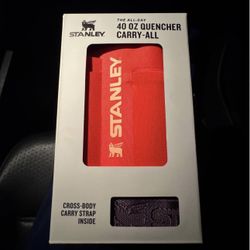 STANLEY
THE ALL-DAY
40 OZ QUENCHER
CARRY-ALL
STANLEY
CROSS-BODY
CARRY STRAP
INSIDE